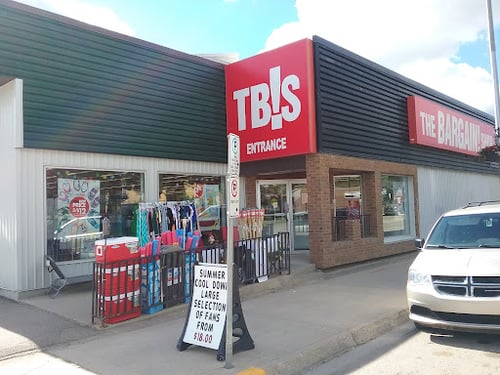 TB!S
ENTRANCE
THE BARGAIN!
SUMMER
COOL DOWN
LARGE
SELECTION
OF FANS
FROM
$18.00